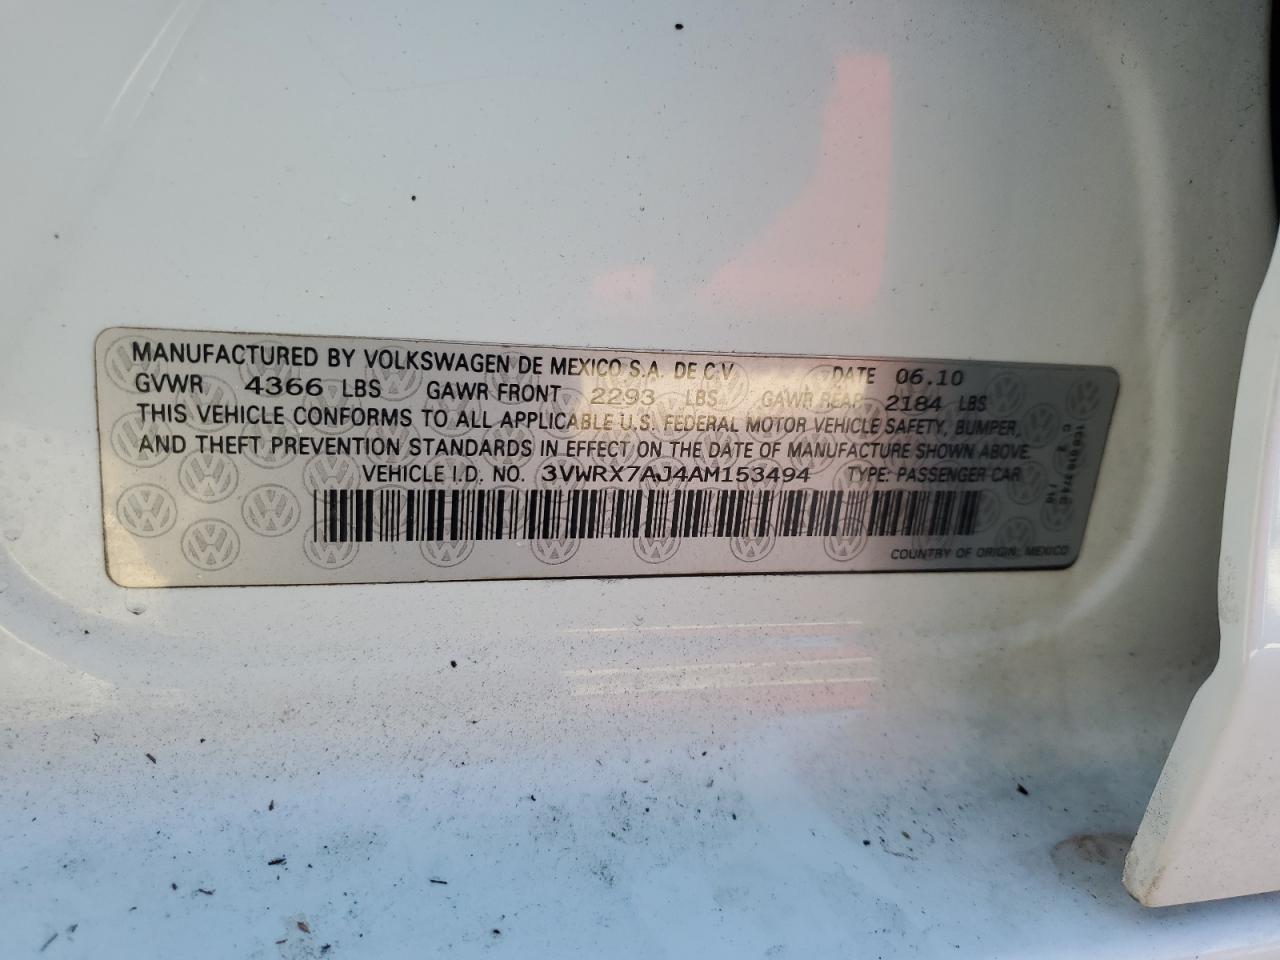 MANUFACTURED BY VOLKSWAGEN DE MEXICO S.A. DE C.V DATE 06.10
GVWR 4366 LBS GAWR FRONT 2293 LBS GAWR REAR 2184 LBS
THIS VEHICLE CONFORMS TO ALL APPLICABLE U.S. FEDERAL MOTOR VEHICLE SAFETY, BUMPER,
AND THEFT PREVENTION STANDARDS IN EFFECT ON THE DATE OF MANUFACTURE SHOWN ABOVE.
VEHICLE I.D. NO. 3VWRX7AJ4AM153494 TYPE: PASSENGER CAR
COUNTRY OF ORIGIN: MEXICO